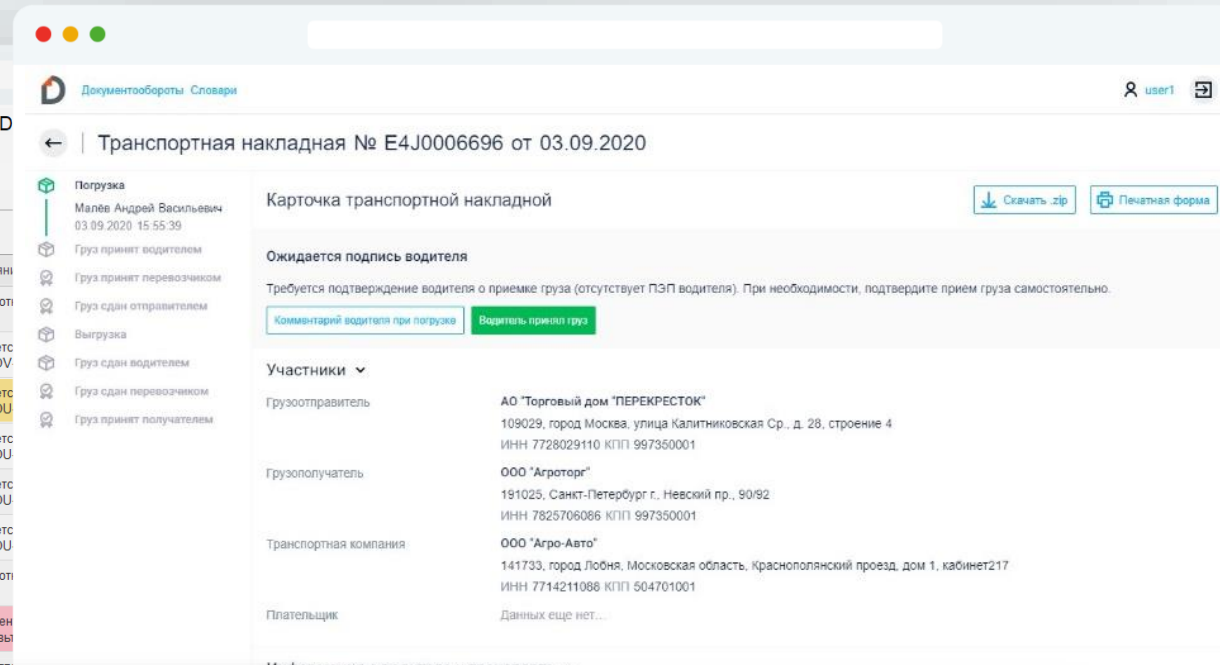 Документообороты Словари
user1
Транспортная накладная № E4J0006696 от 03.09.2020
Погрузка
Малёв Андрей Васильевич
03.09.2020 15:55:39
Груз принят водителем
Груз принят перевозчиком
Груз сдан отправителем
Выгрузка
Груз сдан водителем
Груз сдан перевозчиком
Груз принят получателем
Карточка транспортной накладной
Скачать .zip
Печатная форма
Ожидается подпись водителя
Требуется подтверждение водителя о приемке груза (отсутствует ПЭП водителя). При необходимости, подтвердите прием груза самостоятельно.
Комментарий водителя при погрузке
Водитель принял груз
Участники
Грузоотправитель
АО "Торговый дом "ПЕРЕКРЕСТОК"
109029, город Москва, улица Калитниковская Ср., д. 28, строение 4
ИНН 7728029110 КПП 997350001
Грузополучатель
ООО "Агроторг"
191025, Санкт-Петербург г., Невский пр., 90/92
ИНН 7825706086 КПП 997350001
Транспортная компания
ООО "Агро-Авто"
141733, город Лобня, Московская область, Краснополянский проезд, дом 1, кабинет217
ИНН 7714211088 КПП 504701001
Плательщик
Данных еще нет...